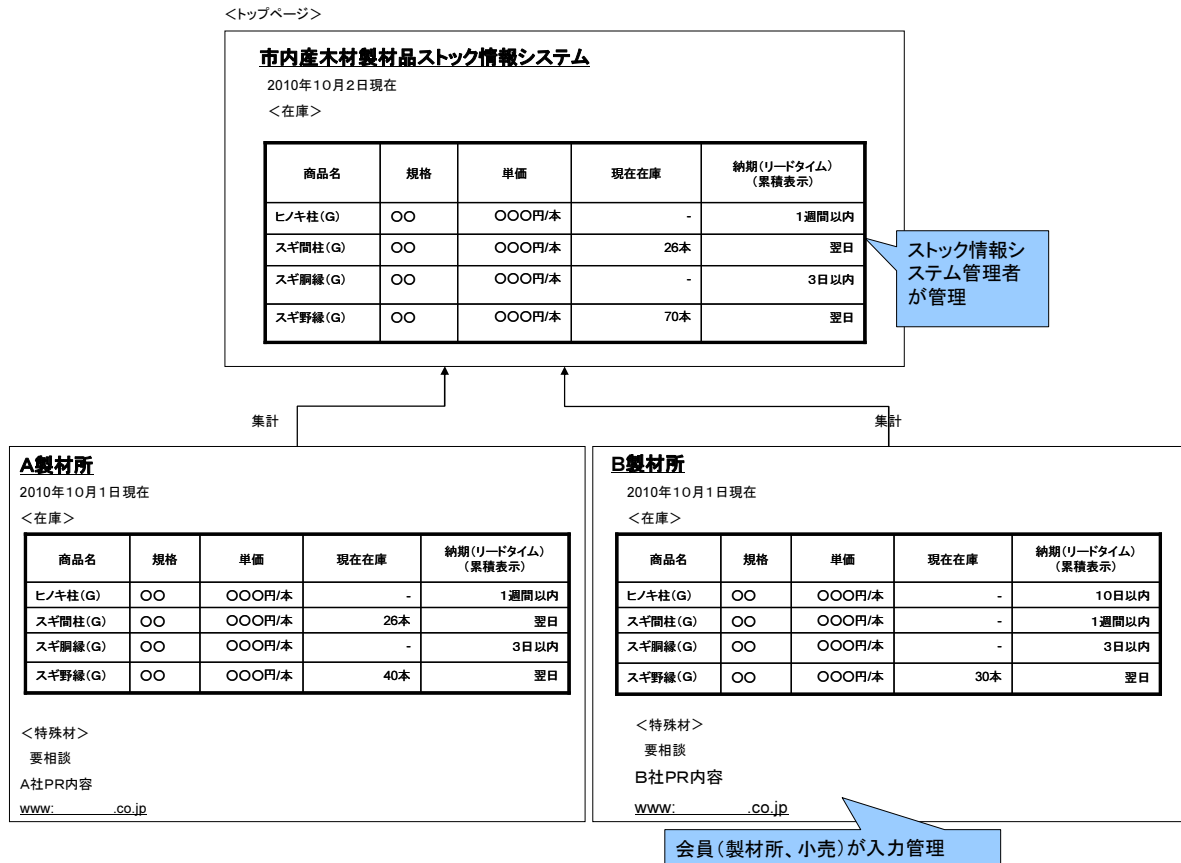 ＜トップページ＞
市内産木材製材品ストック情報システム
2010年10月2日現在
＜在庫＞
商品名 規格 単価 現在在庫 納期(リードタイム)
(累積表示)
ヒノキ柱(G) ○○ ○○○円/本 - 1週間以内
スギ間柱(G) ○○ ○○○円/本 26本 翌日
スギ胴縁(G) ○○ ○○○円/本 - 3日以内
スギ野縁(G) ○○ ○○○円/本 70本 翌日
ストック情報シ
ステム管理者
が管理
集計
集計
A製材所
2010年10月1日現在
＜在庫＞
商品名 規格 単価 現在在庫 納期(リードタイム)
(累積表示)
ヒノキ柱(G) ○○ ○○○円/本 - 1週間以内
スギ間柱(G) ○○ ○○○円/本 26本 翌日
スギ胴縁(G) ○○ ○○○円/本 - 3日以内
スギ野縁(G) ○○ ○○○円/本 40本 翌日
＜特殊材＞
要相談
A社PR内容
www:　　　　.co.jp
B製材所
2010年10月1日現在
＜在庫＞
商品名 規格 単価 現在在庫 納期(リードタイム)
(累積表示)
ヒノキ柱(G) ○○ ○○○円/本 - 10日以内
スギ間柱(G) ○○ ○○○円/本 - 1週間以内
スギ胴縁(G) ○○ ○○○円/本 - 3日以内
スギ野縁(G) ○○ ○○○円/本 30本 翌日
＜特殊材＞
要相談
B社PR内容
www:　　　　.co.jp
会員(製材所、小売)が入力管理